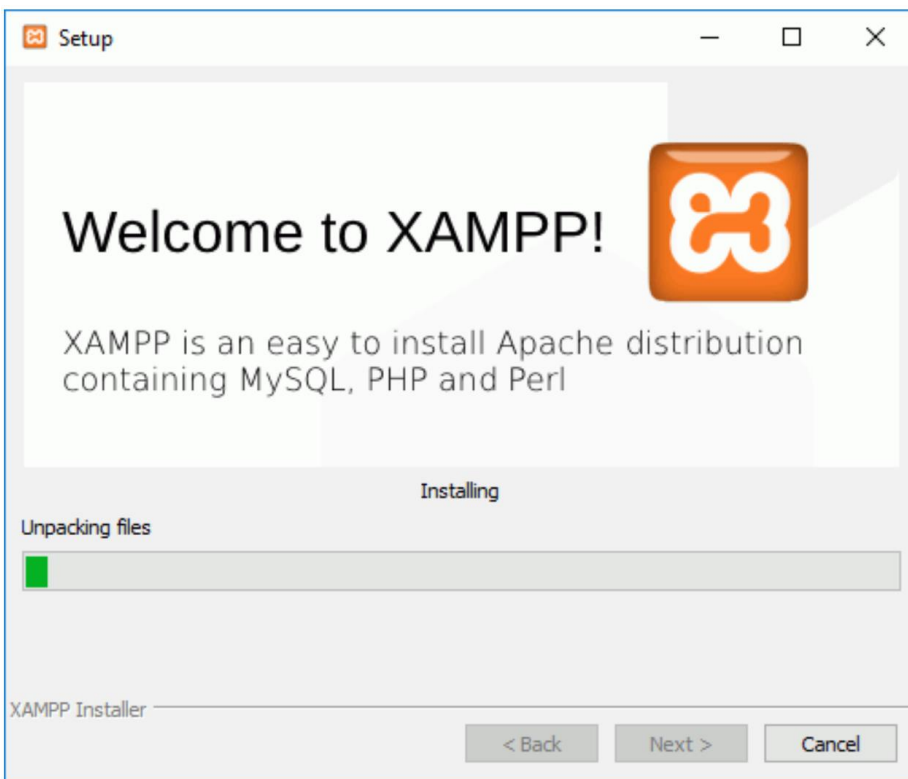 Setup
Welcome to XAMPP!
XAMPP is an easy to install Apache distribution
containing MySQL, PHP and Perl
Installing
Unpacking files
XAMPP Installer
< Back
Next >
Cancel